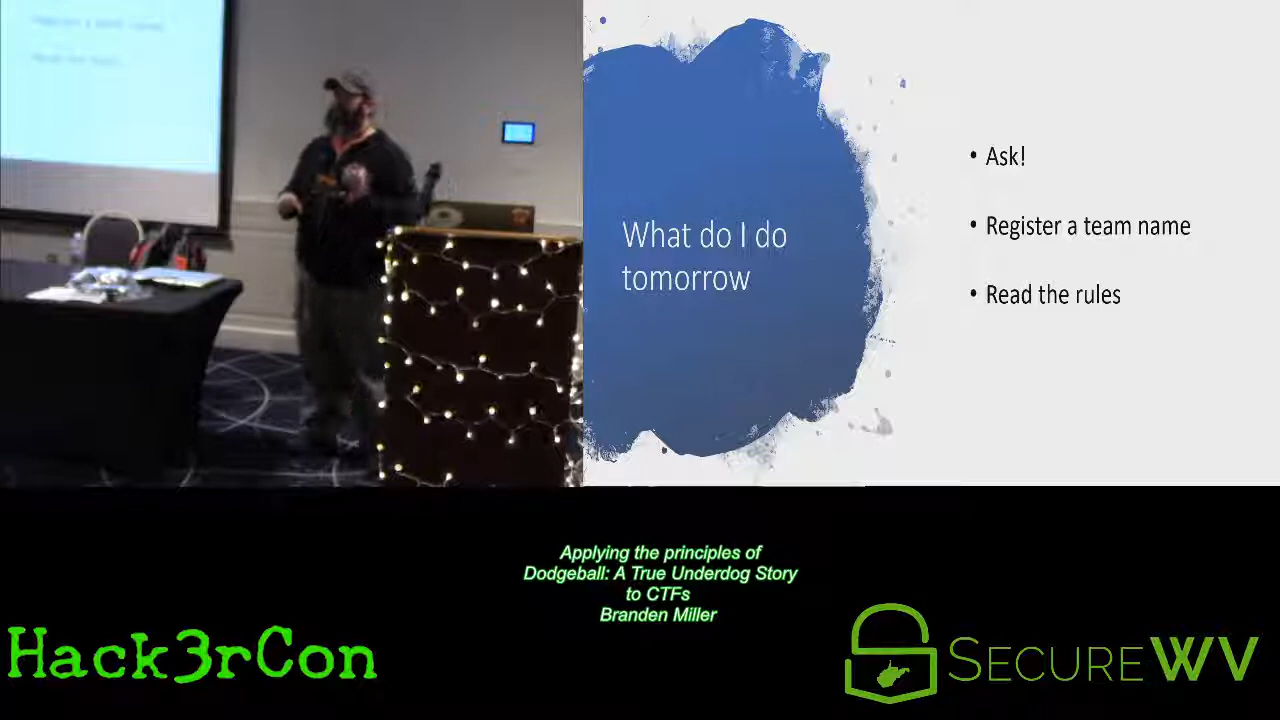 What do I do
tomorrow
• Ask!
• Register a team name
• Read the rules
Applying the principles of
Dodgeball: A True Underdog Story
to CTFs
Branden Miller
Hack3rCon
SECUREWV